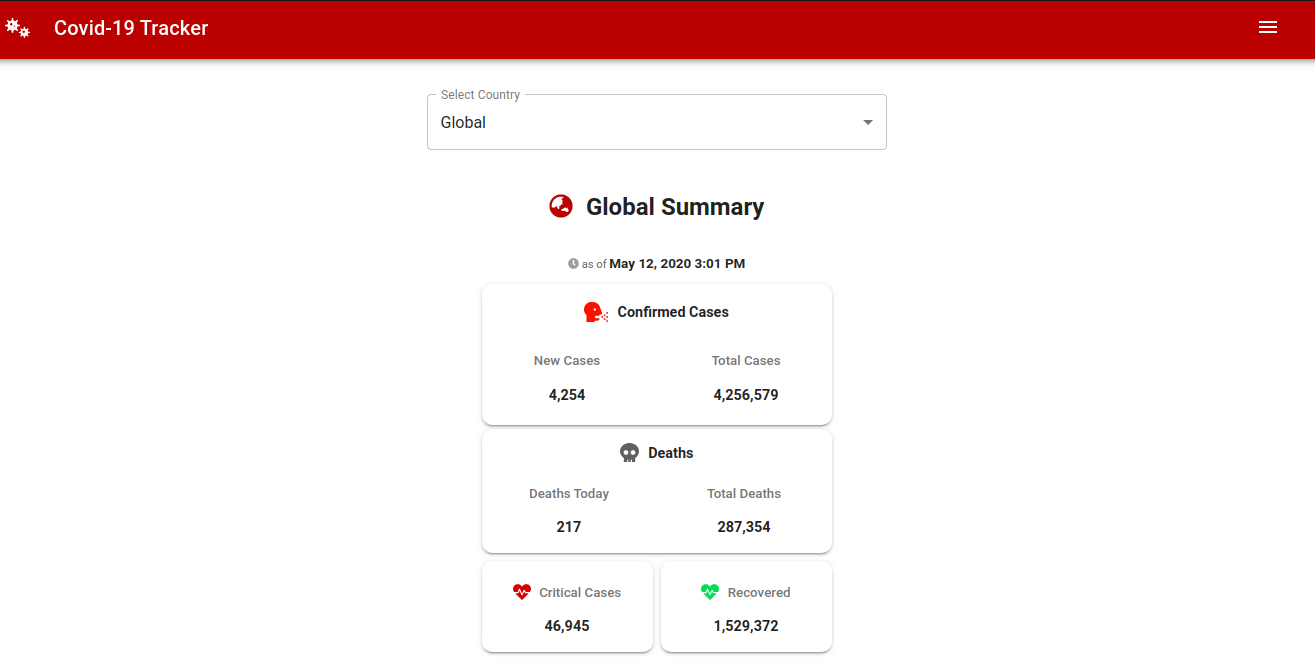 Covid-19 Tracker
Select Country
Global
Global Summary
as of May 12, 2020 3:01 PM
Confirmed Cases
New Cases Total Cases
4,254 4,256,579
Deaths
Deaths Today Total Deaths
217 287,354
Critical Cases Recovered
46,945 1,529,372